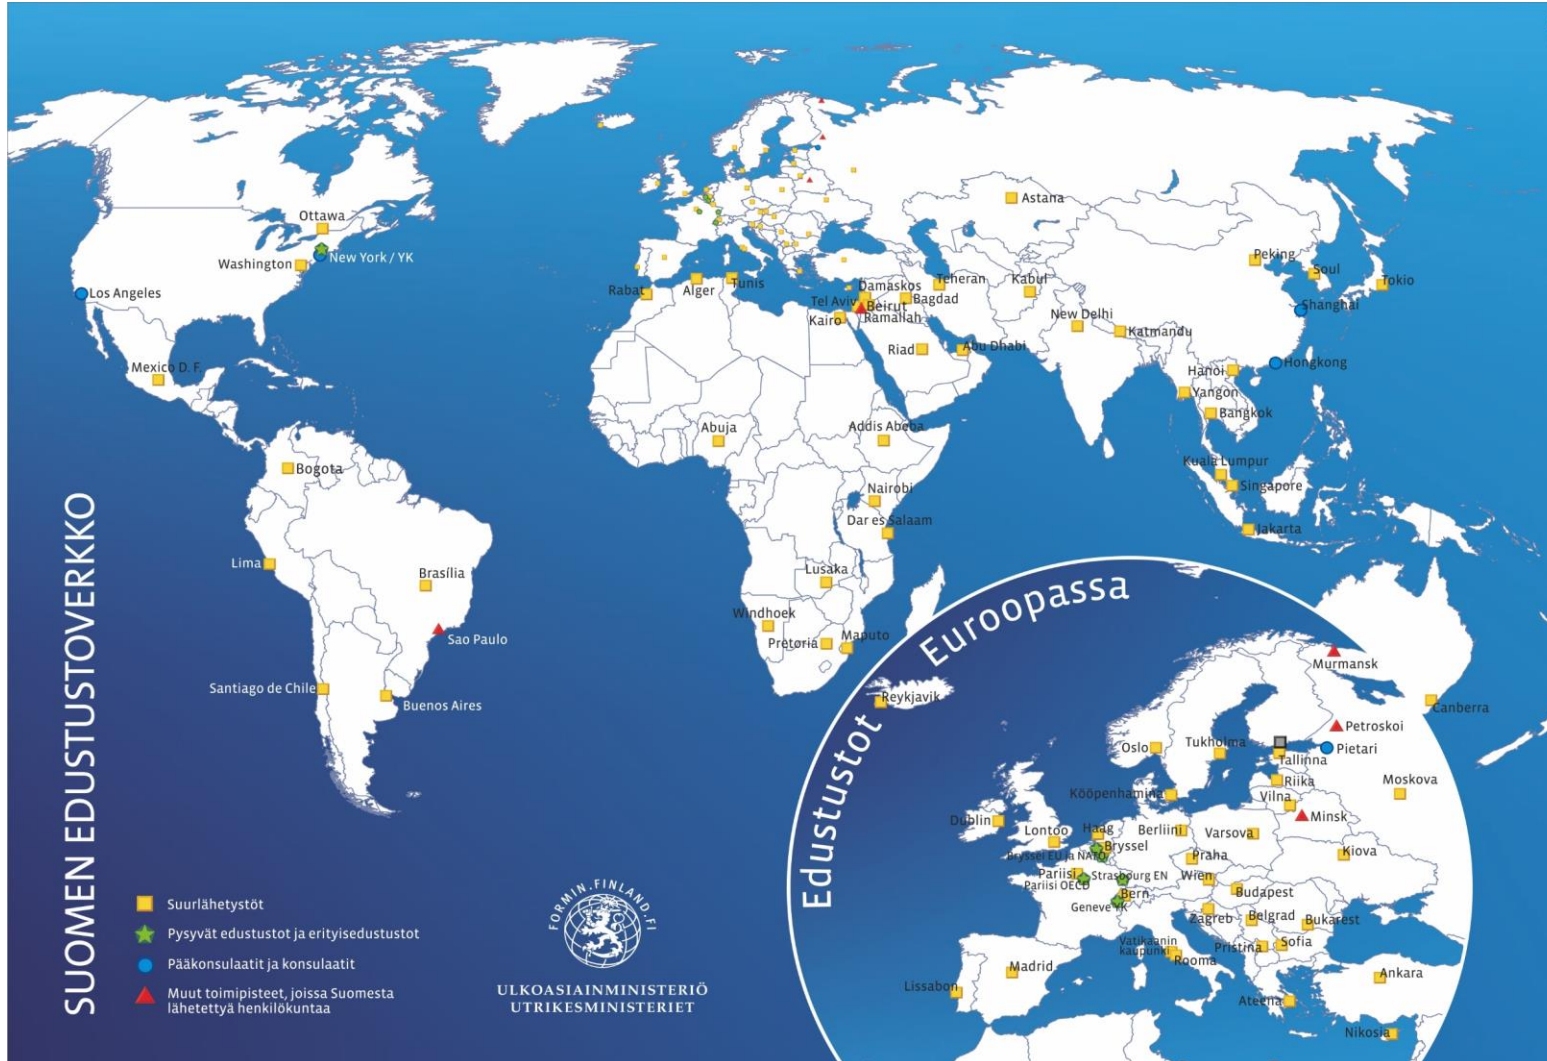 SUOMEN EDUSTUSTOVERKKO
Ottawa
New York / YK
Washington
Los Angeles
Mexico D. F.
Bogota
Lima
Brasília
Sao Paulo
Santiago de Chile
Buenos Aires
Rabat
Alger
Tunis
Tel Aviv
Damaskos
Beirut
Ramallah
Kairo
Bagdad
Teheran
Riad
Abu Dhabi
Kabul
Astana
New Delhi
Katmandu
Peking
Soul
Tokio
Shanghai
Hongkong
Hanoi
Yangon
Bangkok
Kuala Lumpur
Singapore
Jakarta
Canberra
Abuja
Addis Abeba
Nairobi
Dar es Salaam
Lusaka
Windhoek
Pretoria
Maputo
Edustustot Euroopassa
Reykjavik
Murmansk
Petroskoi
Pietari
Oslo
Tukholma
Tallinna
Riika
Moskova
Kööpenhamina
Vilna
Minsk
Dublin
Lontoo
Haag
Berliini
Varsova
Bryssel
Bryssel EU ja NATO
Praha
Kiova
Pariisi
Pariisi OECD
Strasbourg EN
Wien
Bern
Budapest
Geneve YK
Zagreb
Belgrad
Bukarest
Vatikaanin
kaupunki
Rooma
Pristina
Sofia
Madrid
Lissabon
Ankara
Ateena
Nikosia
Suurlähetystöt
Pysyvät edustustot ja erityisedustustot
Pääkonsulaatit ja konsulaatit
Muut toimipisteet, joissa Suomesta
lähetettyä henkilökuntaa
FORMIN.FINLAND.FI
ULKOASIAINMINISTERIÖ
UTRIKESMINISTERIET